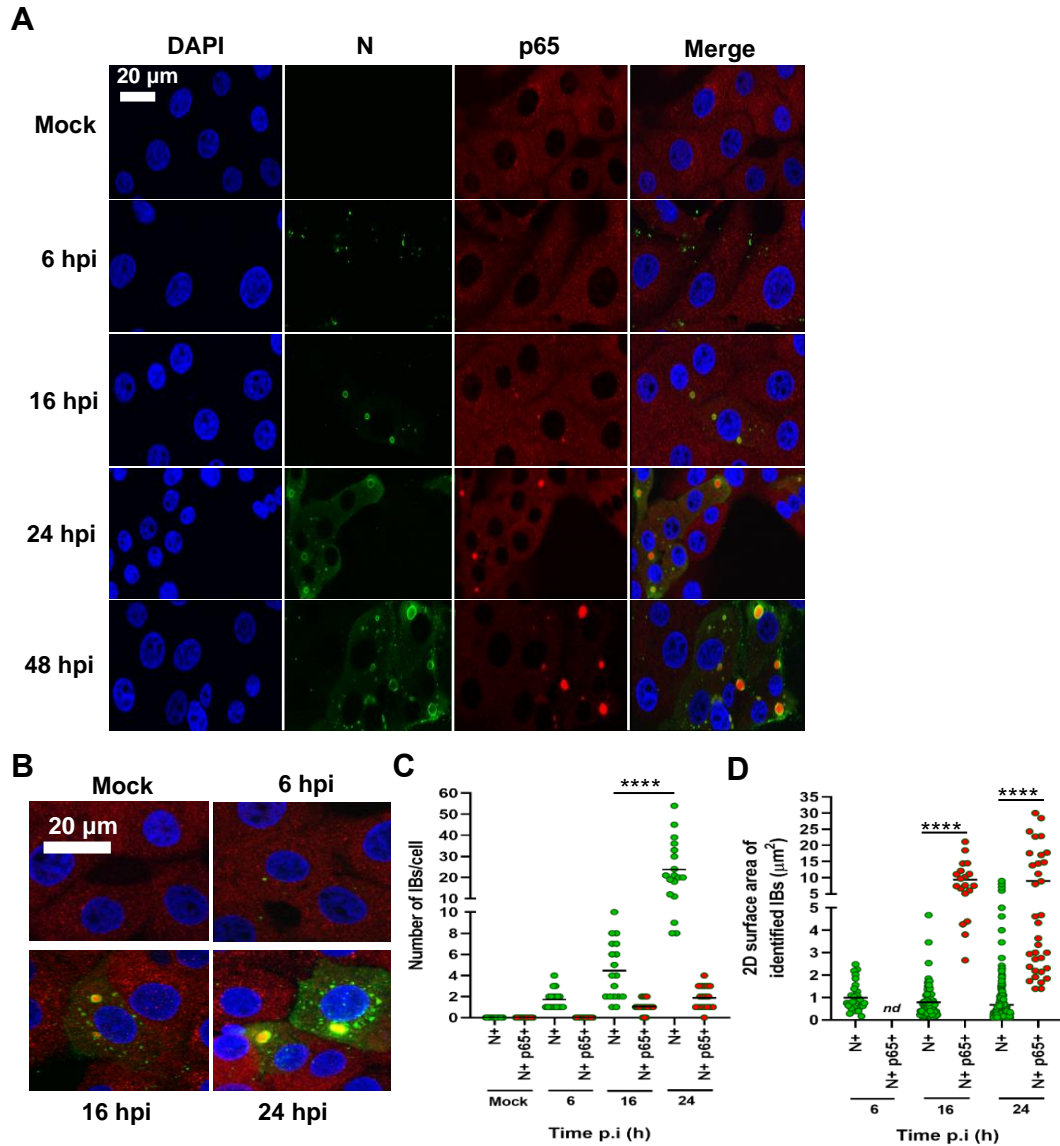 A
DAPI N p65 Merge
20 µm
Mock
6 hpi
16 hpi
24 hpi
48 hpi
B
Mock 6 hpi
20 µm
16 hpi 24 hpi
C
****
Number of IBs/cell
60
50
40
30
20
10
8
6
4
2
0
N+ N+ p65+ N+ N+ p65+ N+ N+ p65+ N+ N+ p65+
Mock 6 16 24
Time p.i (h)
D
**** ****
2D surface area of
identified IBs (µm²)
35
30
25
20
15
10
5
3
2
1
0
nd
N+ N+ p65+ N+ N+ p65+ N+ N+ p65+
6 16 24
Time p.i (h)